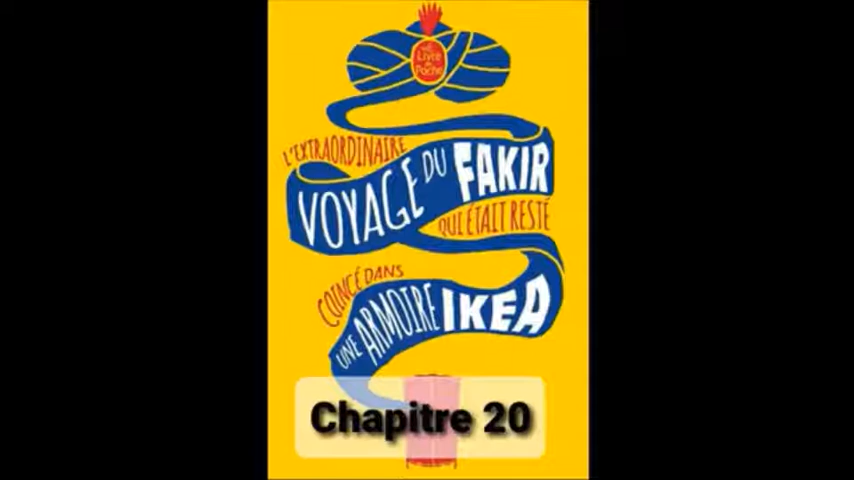 Le Livre de Poche
L'EXTRAORDINAIRE
VOYAGE DU FAKIR
QUI ÉTAIT RESTÉ
COINCÉ DANS
UNE ARMOIRE IKEA
Chapitre 20